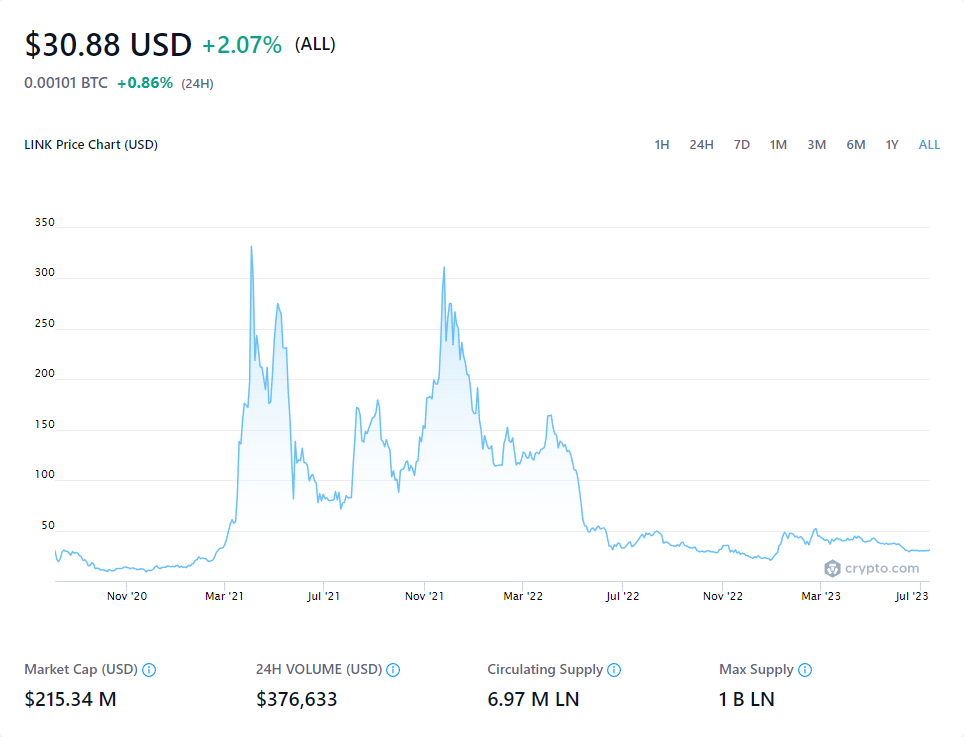 $30.88 USD +2.07% (ALL)
0.00101 BTC +0.86% (24H)
LINK Price Chart (USD) 1H 24H 7D 1M 3M 6M 1Y ALL
350
300
250
200
150
100
50
crypto.com
Nov '20 Mar '21 Jul '21 Nov '21 Mar '22 Jul '22 Nov '22 Mar '23 Jul '23
Market Cap (USD) 24H VOLUME (USD) Circulating Supply Max Supply
$215.34 M $376,633 6.97 M LN 1 B LN